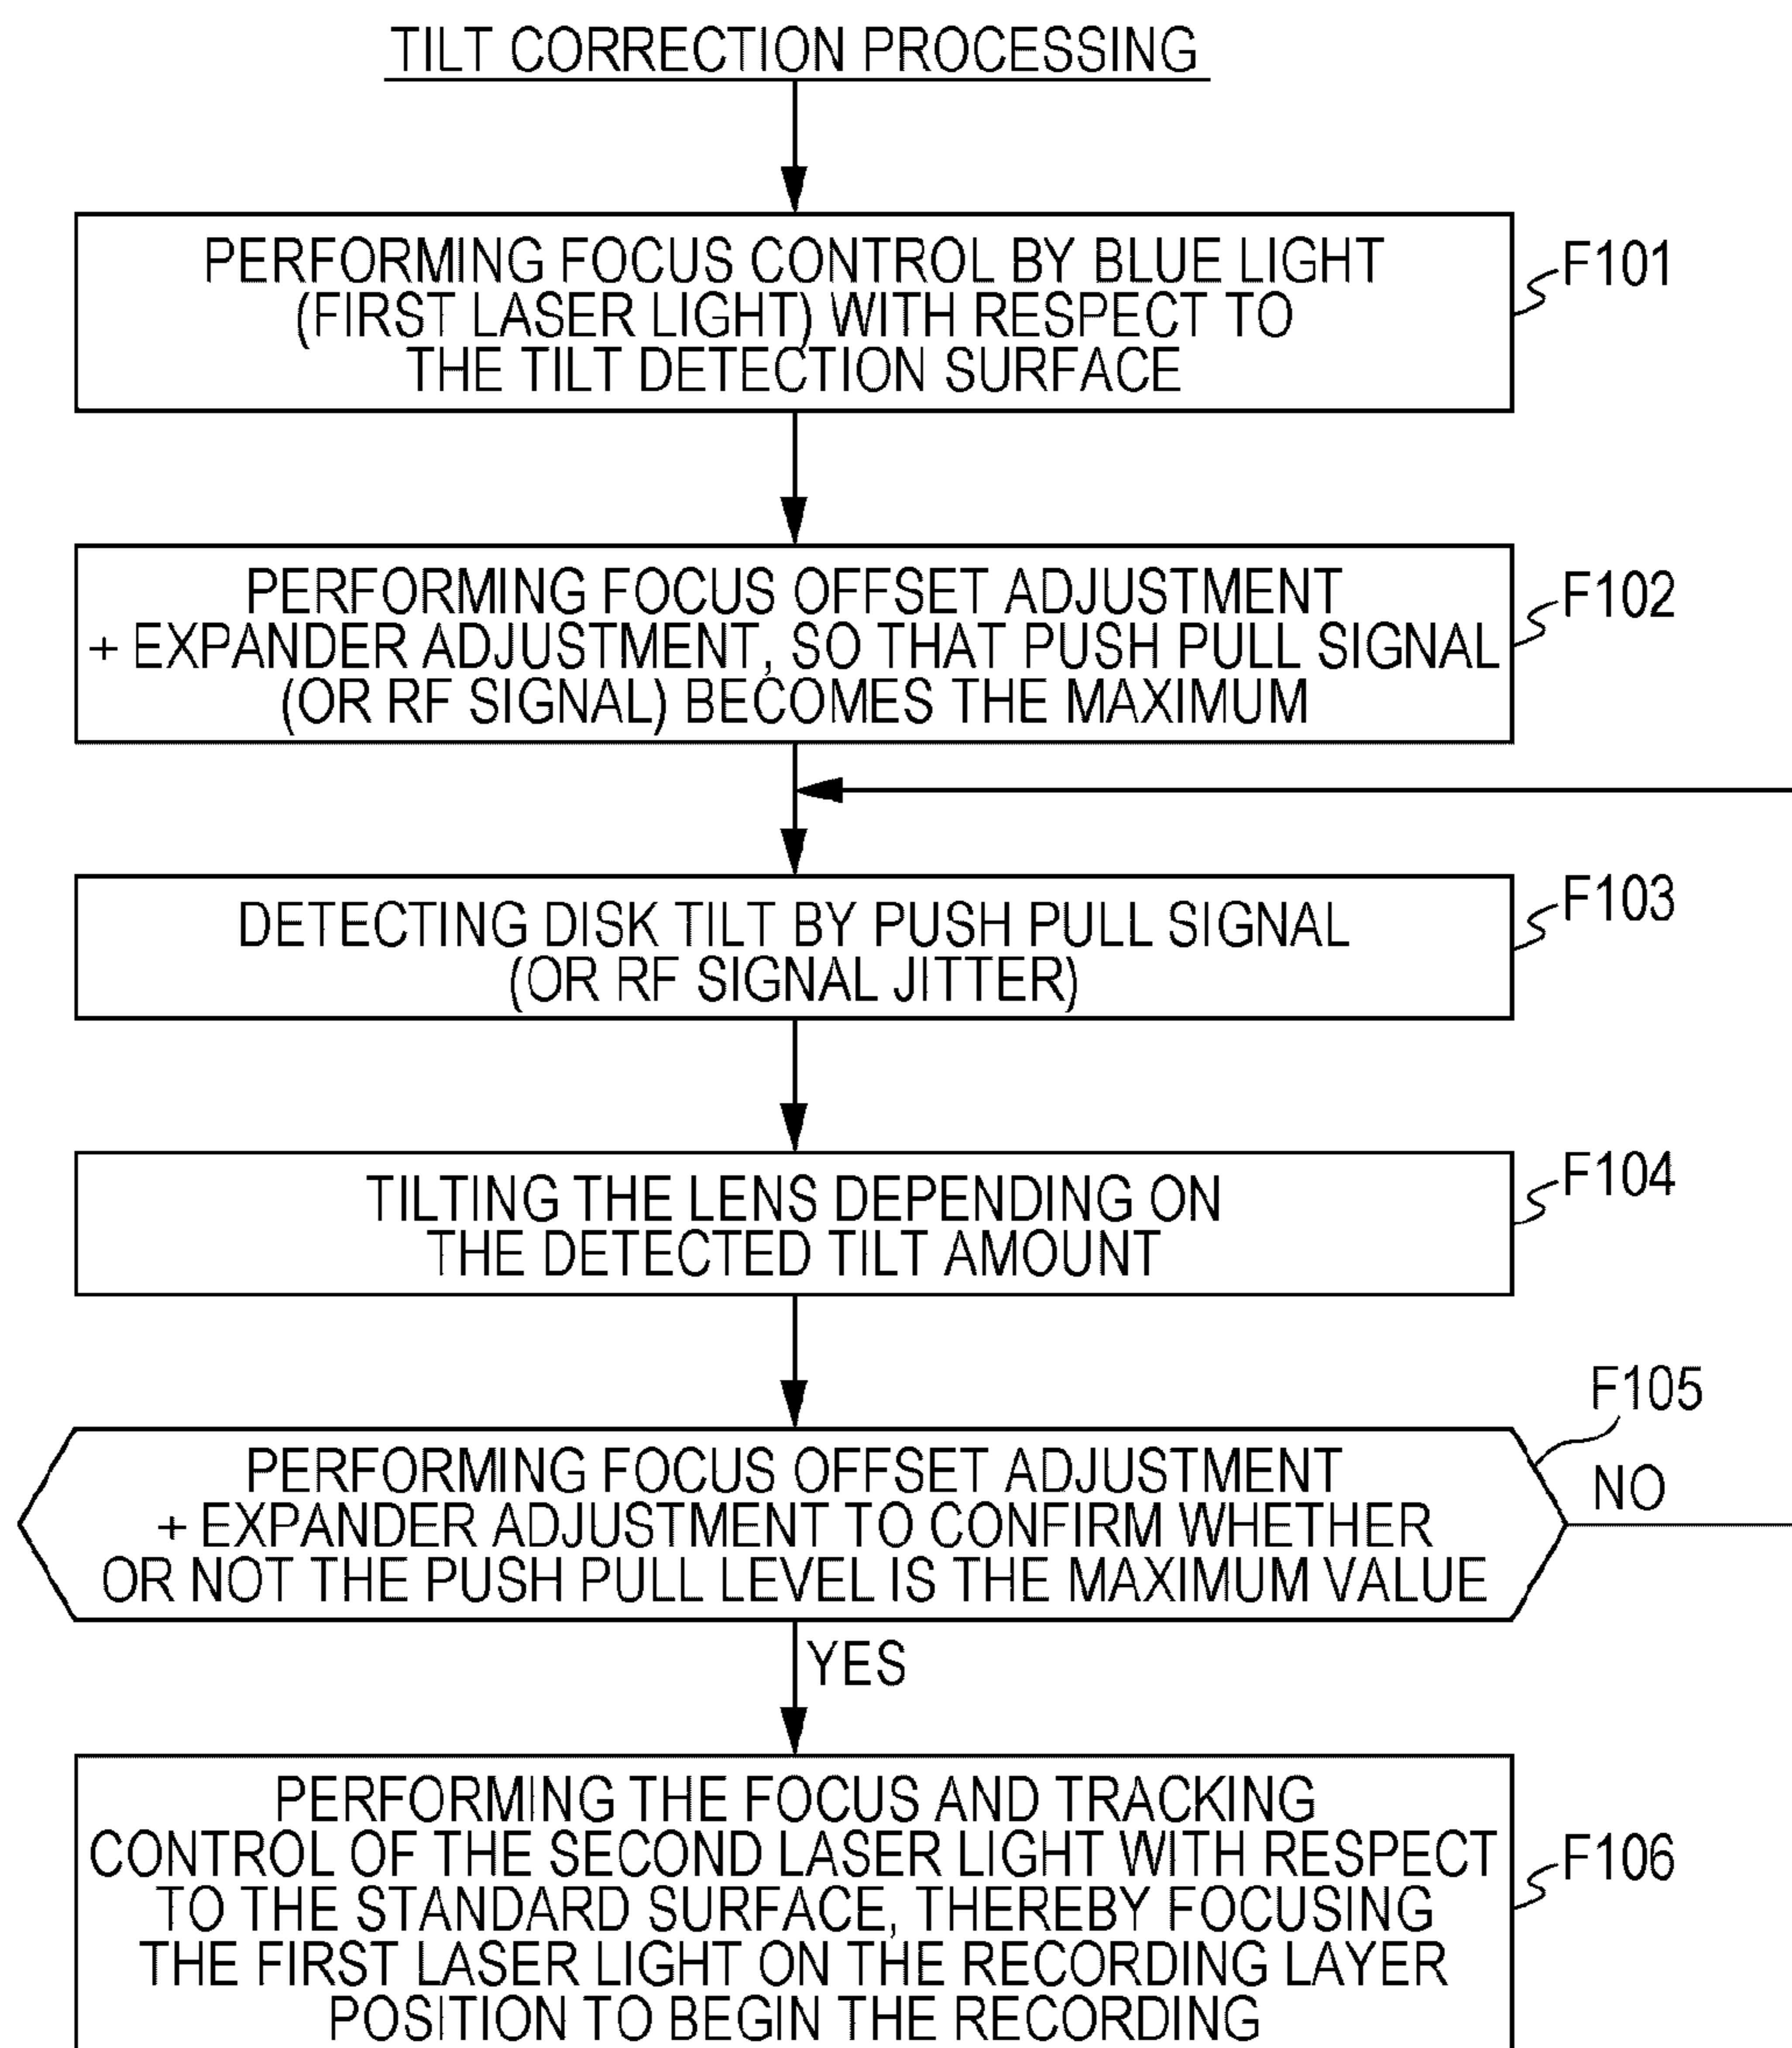 TILT CORRECTION PROCESSING
PERFORMING FOCUS CONTROL BY BLUE LIGHT
(FIRST LASER LIGHT) WITH RESPECT TO
THE TILT DETECTION SURFACE
F101
PERFORMING FOCUS OFFSET ADJUSTMENT
+ EXPANDER ADJUSTMENT, SO THAT PUSH PULL SIGNAL
(OR RF SIGNAL) BECOMES THE MAXIMUM
F102
DETECTING DISK TILT BY PUSH PULL SIGNAL
(OR RF SIGNAL JITTER)
F103
TILTING THE LENS DEPENDING ON
THE DETECTED TILT AMOUNT
F104
PERFORMING FOCUS OFFSET ADJUSTMENT
+ EXPANDER ADJUSTMENT TO CONFIRM WHETHER
OR NOT THE PUSH PULL LEVEL IS THE MAXIMUM VALUE
F105
NO
YES
PERFORMING THE FOCUS AND TRACKING
CONTROL OF THE SECOND LASER LIGHT WITH RESPECT
TO THE STANDARD SURFACE, THEREBY FOCUSING
THE FIRST LASER LIGHT ON THE RECORDING LAYER
POSITION TO BEGIN THE RECORDING
F106